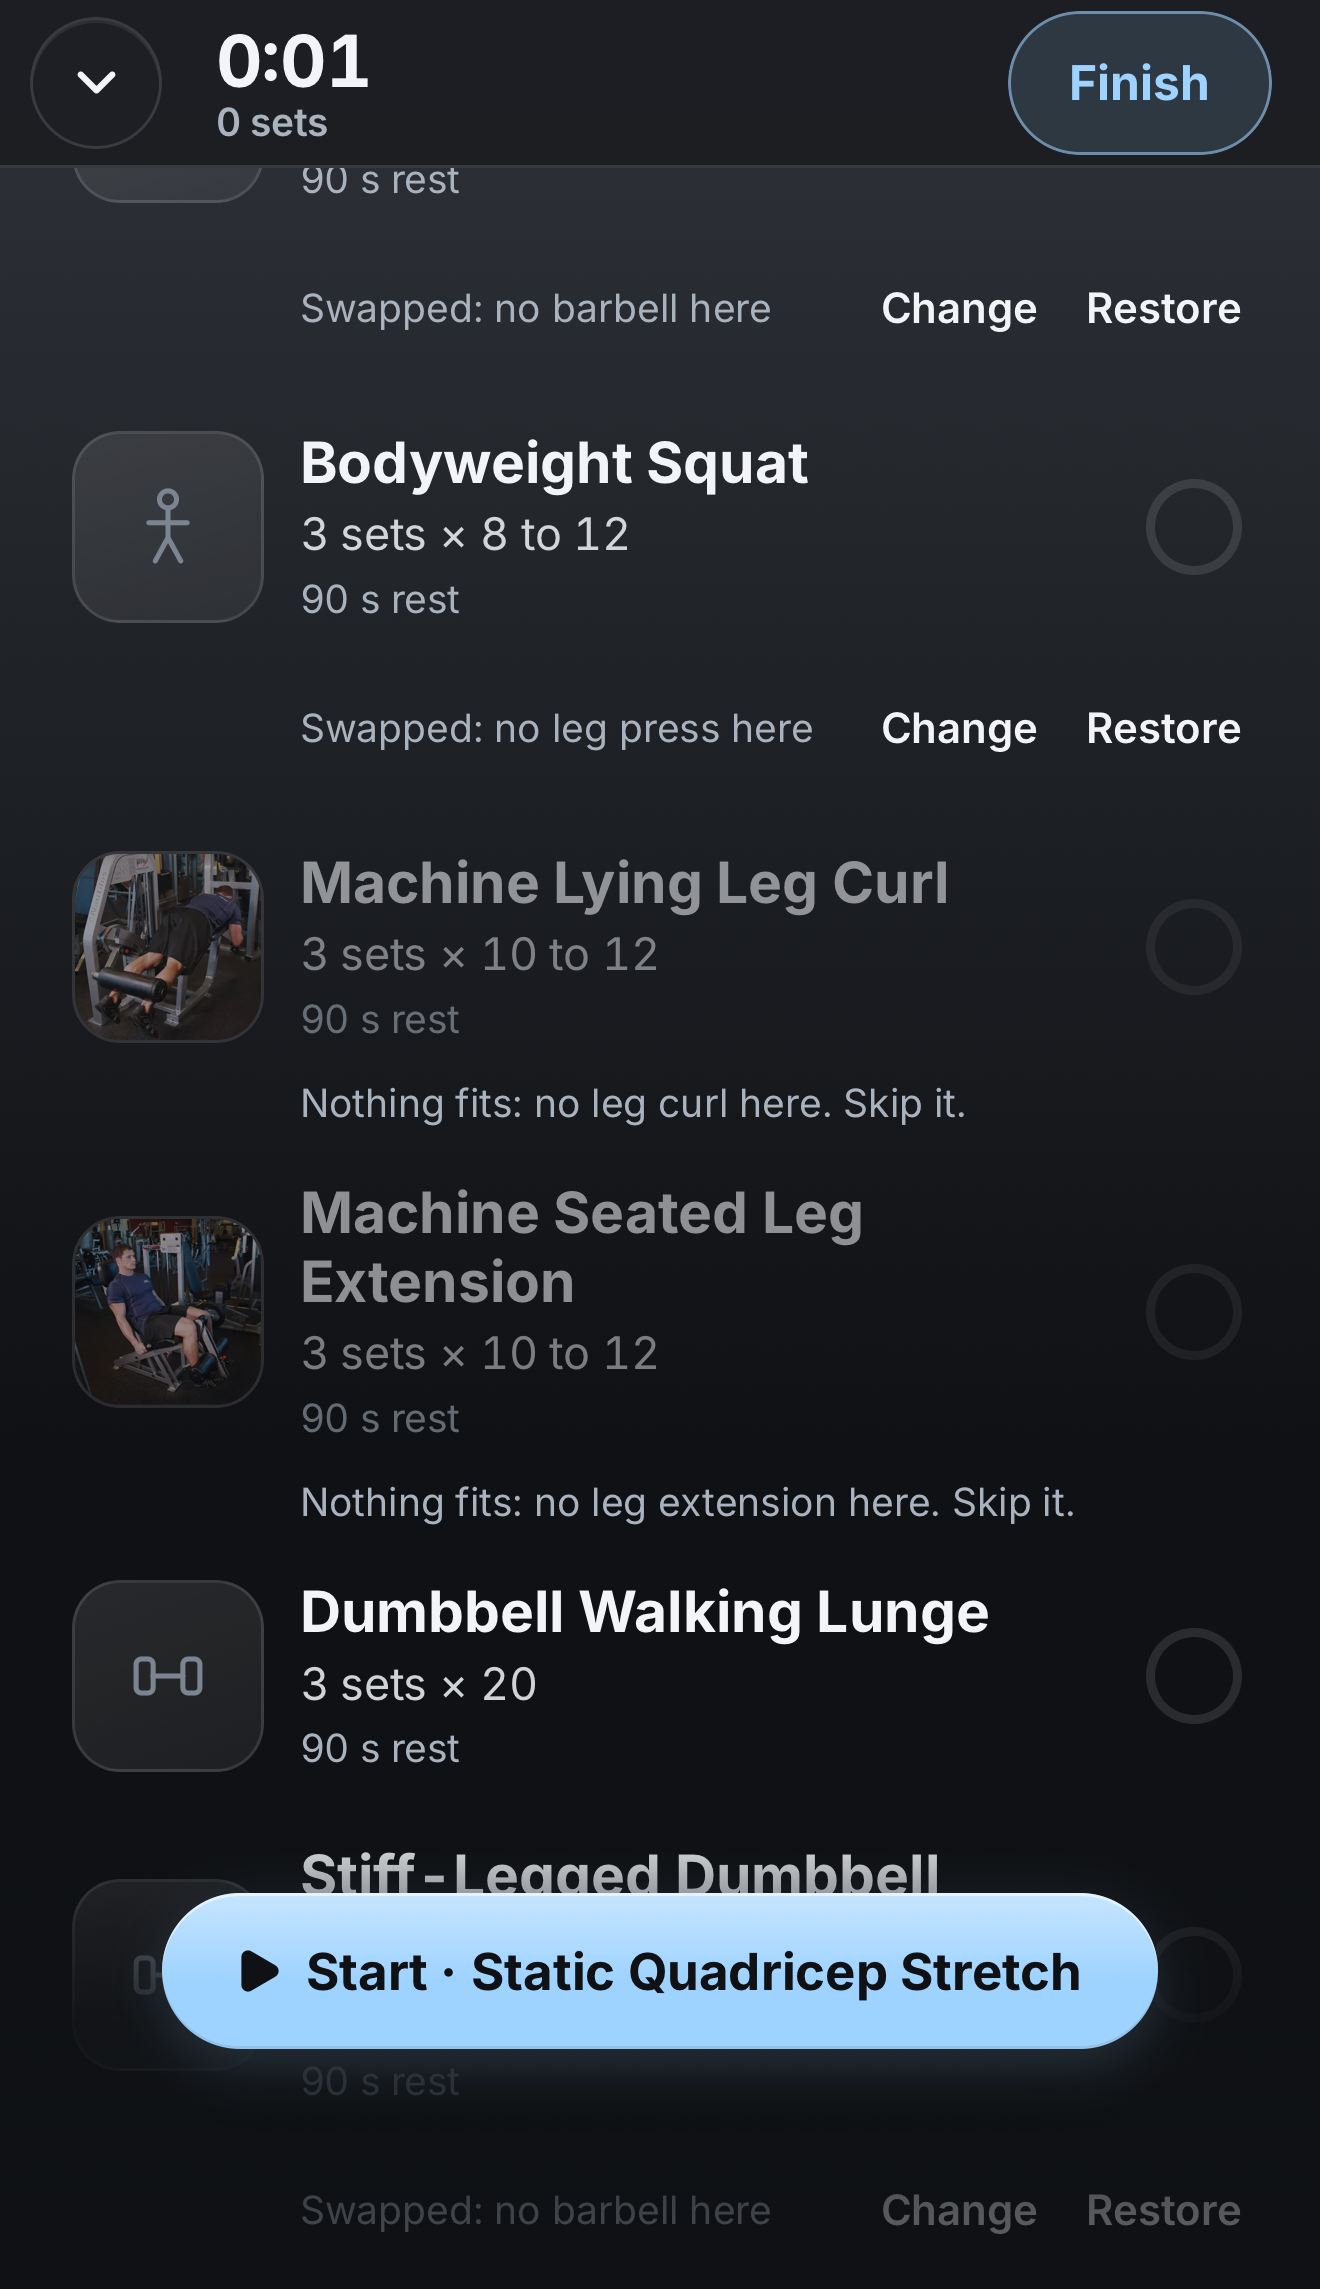 0:01
0 sets
Finish
90 s rest
Swapped: no barbell here
Change
Restore
Bodyweight Squat
3 sets × 8 to 12
90 s rest
Swapped: no leg press here
Change
Restore
Machine Lying Leg Curl
3 sets × 10 to 12
90 s rest
Nothing fits: no leg curl here. Skip it.
Machine Seated Leg
Extension
3 sets × 10 to 12
90 s rest
Nothing fits: no leg extension here. Skip it.
Dumbbell Walking Lunge
3 sets × 20
90 s rest
Stiff-Legged Dumbbell
Start · Static Quadricep Stretch
90 s rest
Swapped: no barbell here
Change
Restore